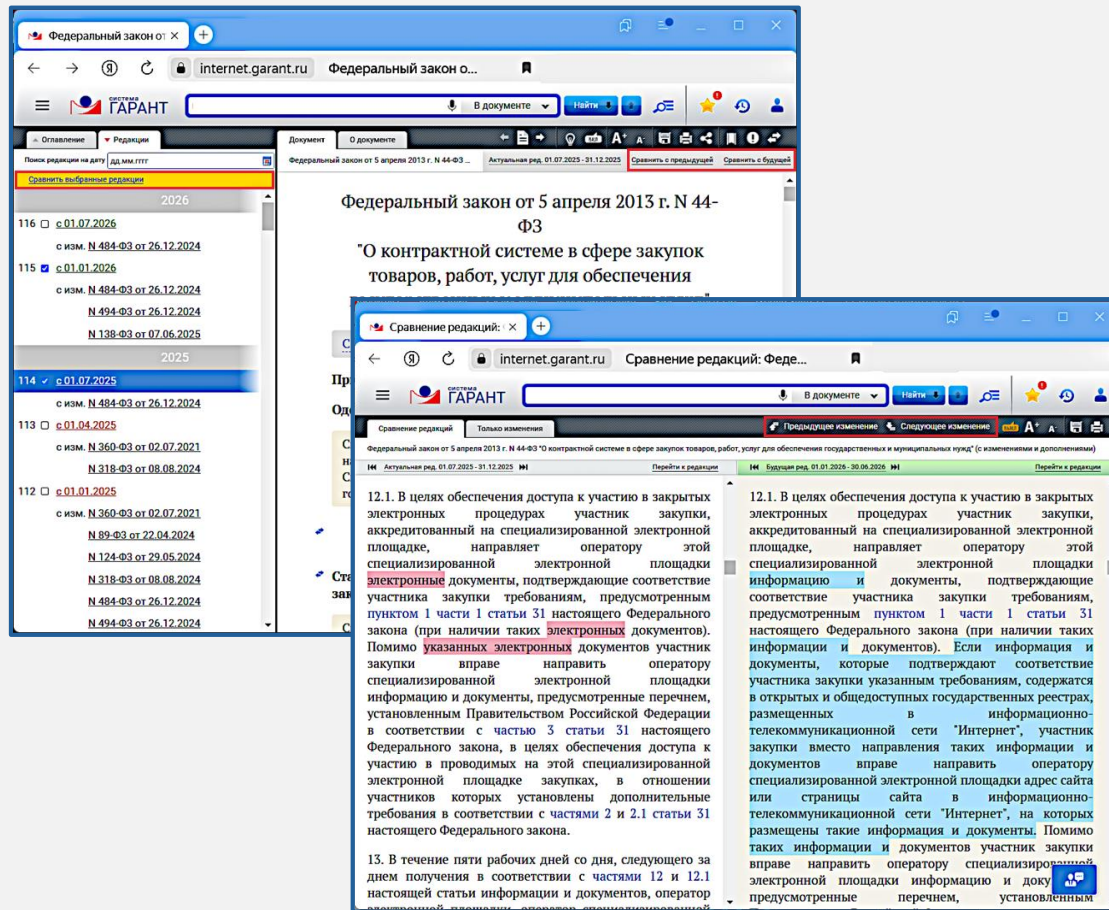 Федеральный закон от
internet.garant.ru Федеральный закон о...
система
ГАРАНТ
В документе
Найти
Оглавление
Редакции
Документ
О документе
Поиск редакции на дату дд.мм.гггг
Федеральный закон от 5 апреля 2013 г. N 44-ФЗ ...
Актуальная ред. 01.07.2025 - 31.12.2025
Сравнить с предыдущей
Сравнить с будущей
Сравнить выбранные редакции
2026
116 с 01.07.2026
с изм. N 484-ФЗ от 26.12.2024
115 с 01.01.2026
с изм. N 484-ФЗ от 26.12.2024
N 494-ФЗ от 26.12.2024
N 138-ФЗ от 07.06.2025
2025
114 с 01.07.2025
с изм. N 484-ФЗ от 26.12.2024
113 с 01.04.2025
с изм. N 360-ФЗ от 02.07.2021
N 318-ФЗ от 08.08.2024
112 с 01.01.2025
с изм. N 360-ФЗ от 02.07.2021
N 89-ФЗ от 22.04.2024
N 124-ФЗ от 29.05.2024
N 318-ФЗ от 08.08.2024
N 484-ФЗ от 26.12.2024
N 494-ФЗ от 26.12.2024
Федеральный закон от 5 апреля 2013 г. N 44-
ФЗ
"О контрактной системе в сфере закупок
товаров, работ, услуг для обеспечения
Сравнение редакций:
internet.garant.ru Сравнение редакций: Феде...
система
ГАРАНТ
В документе
Найти
Сравнение редакций
Только изменения
Предыдущее изменение
Следующее изменение
Федеральный закон от 5 апреля 2013 г. N 44-ФЗ "О контрактной системе в сфере закупок товаров, работ, услуг для обеспечения государственных и муниципальных нужд" (с изменениями и дополнениями)
Актуальная ред. 01.07.2025 - 31.12.2025
Перейти к редакции
Будущая ред. 01.01.2026 - 30.06.2026
Перейти к редакции
12.1. В целях обеспечения доступа к участию в закрытых
электронных процедурах участник закупки,
аккредитованный на специализированной электронной
площадке, направляет оператору этой
специализированной электронной площадки
электронные документы, подтверждающие соответствие
участника закупки требованиям, предусмотренным
пунктом 1 части 1 статьи 31 настоящего Федерального
закона (при наличии таких электронных документов).
Помимо указанных электронных документов участник
закупки вправе направить оператору
специализированной электронной площадки
информацию и документы, предусмотренные перечнем,
установленным Правительством Российской Федерации
в соответствии с частью 3 статьи 31 настоящего
Федерального закона, в целях обеспечения доступа к
участию в проводимых на этой специализированной
электронной площадке закупках, в отношении
участников которых установлены дополнительные
требования в соответствии с частями 2 и 2.1 статьи 31
настоящего Федерального закона.
13. В течение пяти рабочих дней со дня, следующего за
днем получения в соответствии с частями 12 и 12.1
настоящей статьи информации и документов, оператор
электронной площадки, оператор специализированной
12.1. В целях обеспечения доступа к участию в закрытых
электронных процедурах участник закупки,
аккредитованный на специализированной электронной
площадке, направляет оператору этой
специализированной электронной площадки
информацию и документы, подтверждающие
соответствие участника закупки требованиям,
предусмотренным пунктом 1 части 1 статьи 31
настоящего Федерального закона (при наличии таких
информации и документов). Если информация и
документы, которые подтверждают соответствие
участника закупки указанным требованиям, содержатся
в открытых и общедоступных государственных реестрах,
размещенных в информационно-
телекоммуникационной сети "Интернет", участник
закупки вместо направления таких информации и
документов вправе направить оператору
специализированной электронной площадки адрес сайта
или страницы сайта в информационно-
телекоммуникационной сети "Интернет", на которых
размещены такие информация и документы. Помимо
таких информации и документов участник закупки
вправе направить оператору специализированной
электронной площадки информацию и доку
предусмотренные перечнем, установленным